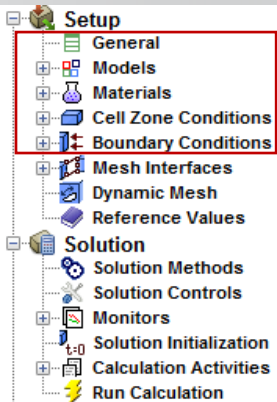 Setup
General
Models
Materials
Cell Zone Conditions
Boundary Conditions
Mesh Interfaces
Dynamic Mesh
Reference Values
Solution
Solution Methods
Solution Controls
Monitors
t=0 Solution Initialization
Calculation Activities
Run Calculation